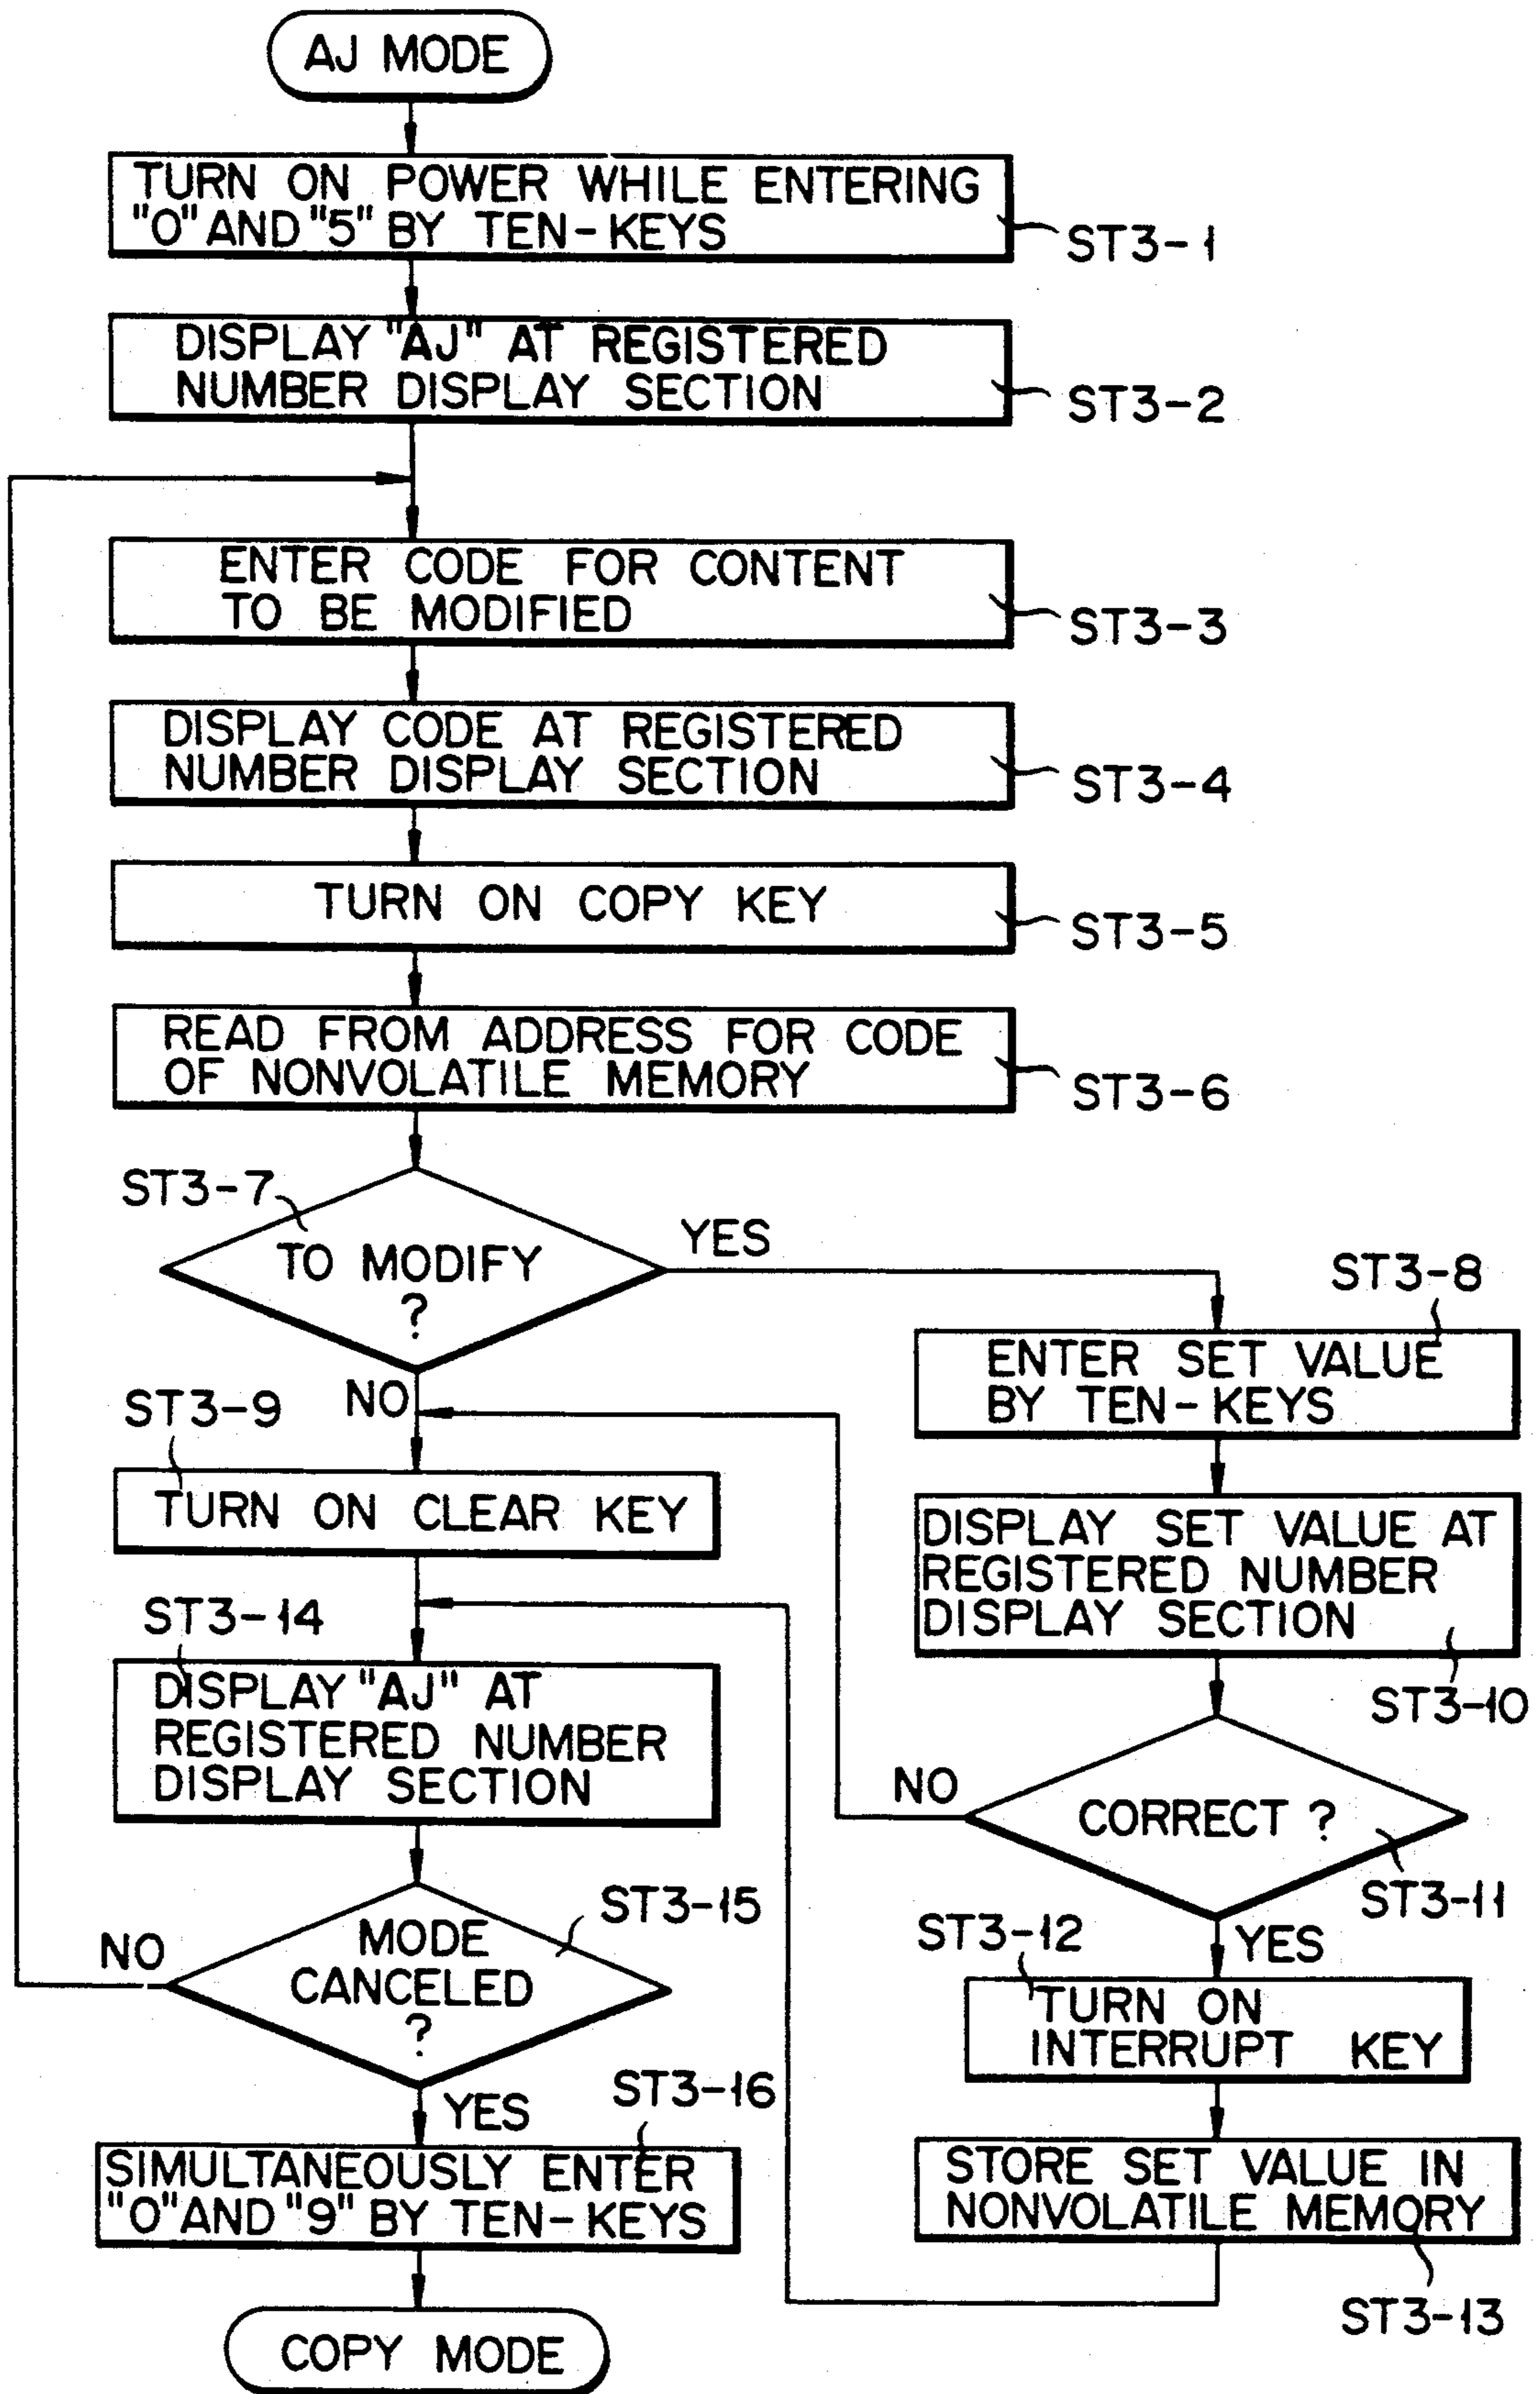 AJ MODE
TURN ON POWER WHILE ENTERING
"0" AND "5" BY TEN-KEYS
ST3-1
DISPLAY "AJ" AT REGISTERED
NUMBER DISPLAY SECTION
ST3-2
ENTER CODE FOR CONTENT
TO BE MODIFIED
ST3-3
DISPLAY CODE AT REGISTERED
NUMBER DISPLAY SECTION
ST3-4
TURN ON COPY KEY
ST3-5
READ FROM ADDRESS FOR CODE
OF NONVOLATILE MEMORY
ST3-6
ST3-7
TO MODIFY
?
YES
NO
ST3-8
ENTER SET VALUE
BY TEN-KEYS
ST3-9
TURN ON CLEAR KEY
DISPLAY SET VALUE AT
REGISTERED NUMBER
DISPLAY SECTION
ST3-10
ST3-14
DISPLAY "AJ" AT
REGISTERED NUMBER
DISPLAY SECTION
NO
CORRECT ?
ST3-11
YES
ST3-15
NO
MODE
CANCELED
?
YES
ST3-12
TURN ON
INTERRUPT KEY
ST3-16
SIMULTANEOUSLY ENTER
"0" AND "9" BY TEN-KEYS
STORE SET VALUE IN
NONVOLATILE MEMORY
ST3-13
COPY MODE